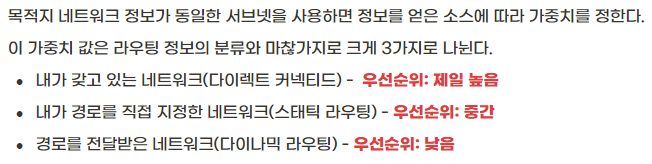 목적지 네트워크 정보가 동일한 서브넷을 사용하면 정보를 얻은 소스에 따라 가중치를 정한다.
이 가중치 값은 라우팅 정보의 분류와 마찮가지로 크게 3가지로 나뉜다.
• 내가 갖고 있는 네트워크(다이렉트 커넥티드) - 우선순위: 제일 높음
• 내가 경로를 직접 지정한 네트워크(스태틱 라우팅) - 우선순위: 중간
• 경로를 전달받은 네트워크(다이나믹 라우팅) - 우선순위: 낮음